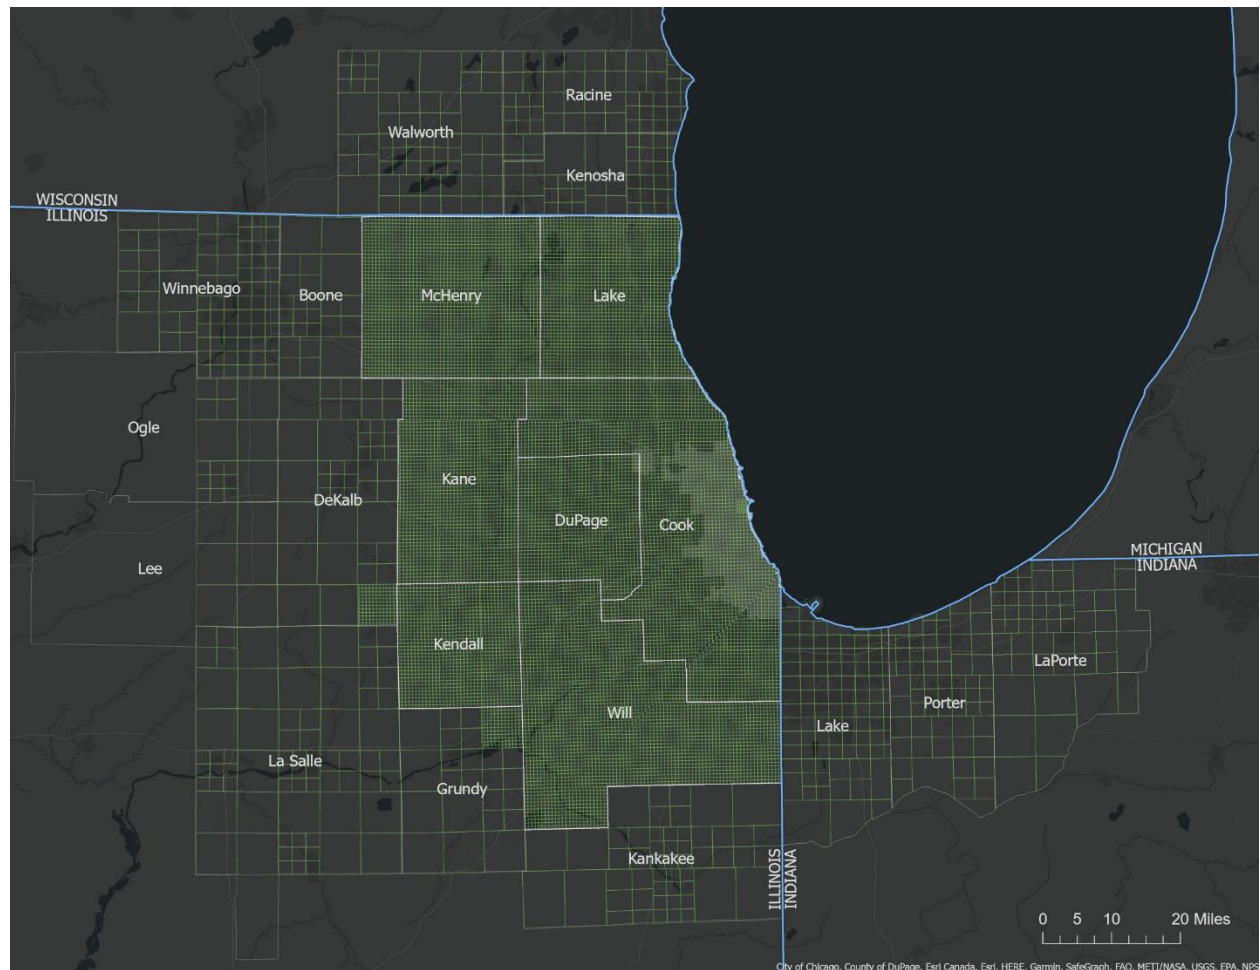 Racine
Walworth
Kenosha
WISCONSIN
ILLINOIS
Winnebago
Boone
McHenry
Lake
Ogle
Kane
DeKalb
DuPage
Cook
Lee
MICHIGAN
INDIANA
Kendall
LaPorte
Porter
Will
Lake
La Salle
Grundy
Kankakee
ILLINOIS
INDIANA
0 5 10 20 Miles
City of Chicago, County of DuPage, Esri Canada, Esri, HERE, Garmin, SafeGraph, FAO, METI/NASA, USGS, EPA, NPS